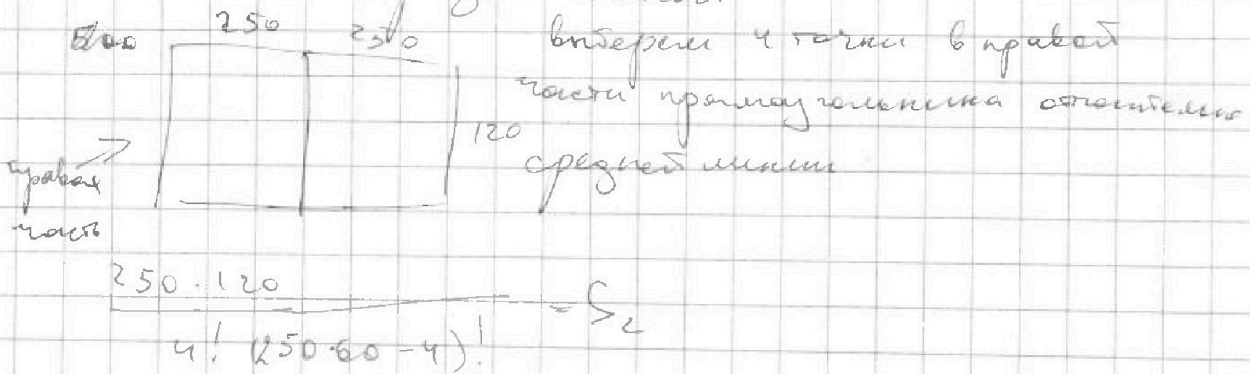 500 250 250
выберем 4 точки в правой
части прямоугольника относительно
120
средней линии
правая
часть
250·120
4! (250·60-4)! = S₂